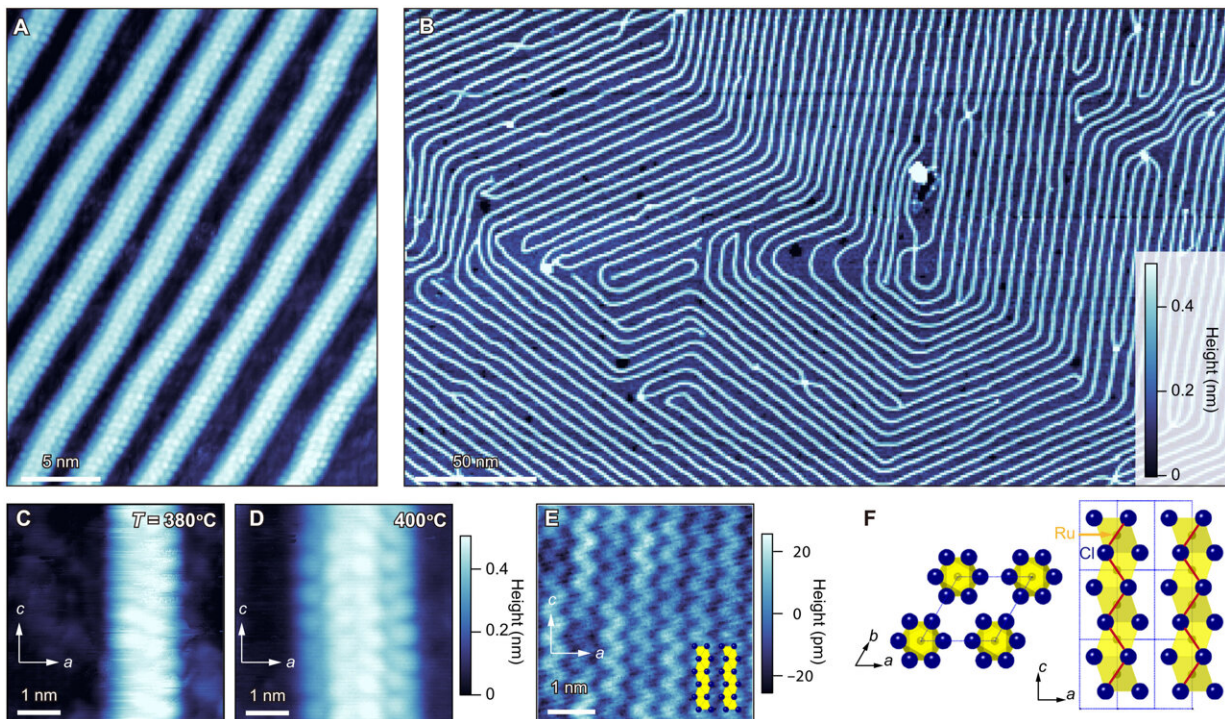 A
5 nm
B
50 nm
Height (nm)
0.4
0.2
0
C
T = 380°C
c
a
1 nm
D
400°C
c
a
1 nm
Height (nm)
0.4
0.2
0
E
c
a
1 nm
Height (pm)
20
0
−20
F
b
a
Ru
Cl
c
a